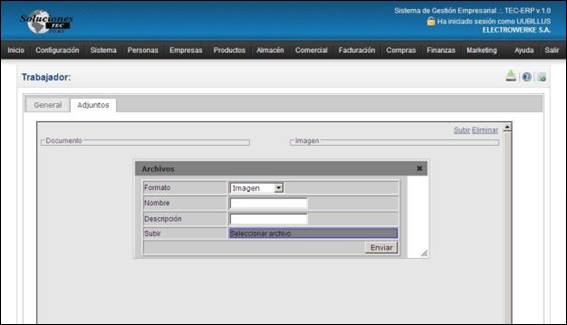 Sistema de Gestión Empresarial .:. TEC-ERP v.1.0
Soluciones
TEC
Ha iniciado sesión como UUBILLUS
ELECTROWERKE S.A.
Inicio Configuración Sistema Personas Empresas Productos Almacén Comercial Facturación Compras Finanzas Marketing Ayuda Salir
Trabajador:
General Adjuntos
Subir Eliminar
Documento Imagen
Archivos
Formato Imagen
Nombre
Descripción
Subir Seleccionar archivo
Enviar